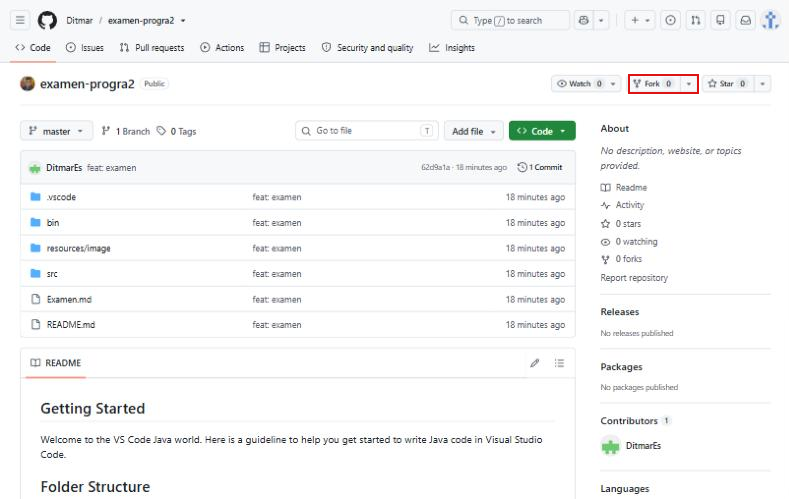 Ditmar / examen-progra2
Type / to search
Code Issues Pull requests Actions Projects Security and quality Insights
examen-progra2 Public
Watch 0 Fork 0 Star 0
master 1 Branch 0 Tags Go to file T Add file Code
DitmarEs feat: examen 62d9a1a · 18 minutes ago 1 Commit
.vscode feat: examen 18 minutes ago
bin feat: examen 18 minutes ago
resources/image feat: examen 18 minutes ago
src feat: examen 18 minutes ago
Examen.md feat: examen 18 minutes ago
README.md feat: examen 18 minutes ago
README
Getting Started
Welcome to the VS Code Java world. Here is a guideline to help you get started to write Java code in Visual Studio
Code.
Folder Structure
About
No description, website, or topics
provided.
Readme
Activity
0 stars
0 watching
0 forks
Report repository
Releases
No releases published
Packages
No packages published
Contributors 1
DitmarEs
Languages